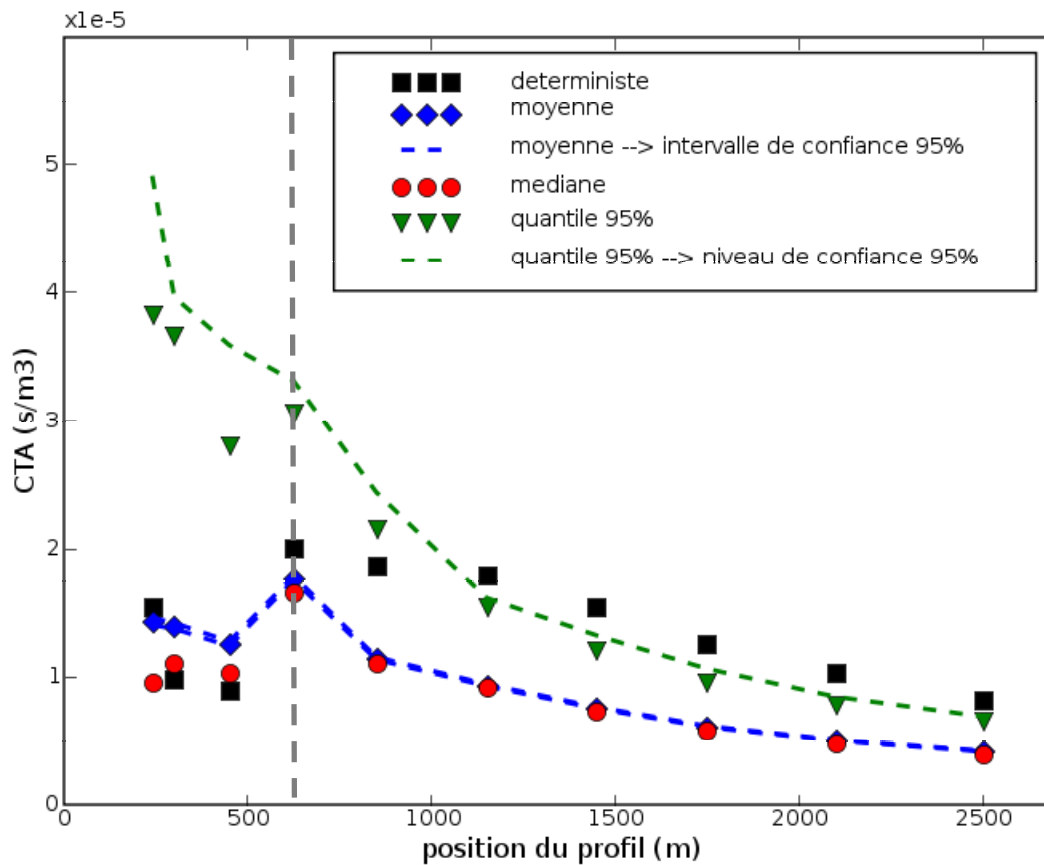 x1e-5
deterministe
moyenne
moyenne --> intervalle de confiance 95%
mediane
quantile 95%
quantile 95% --> niveau de confiance 95%
CTA (s/m3)
5
4
3
2
1
0
0 500 1000 1500 2000 2500
position du profil (m)